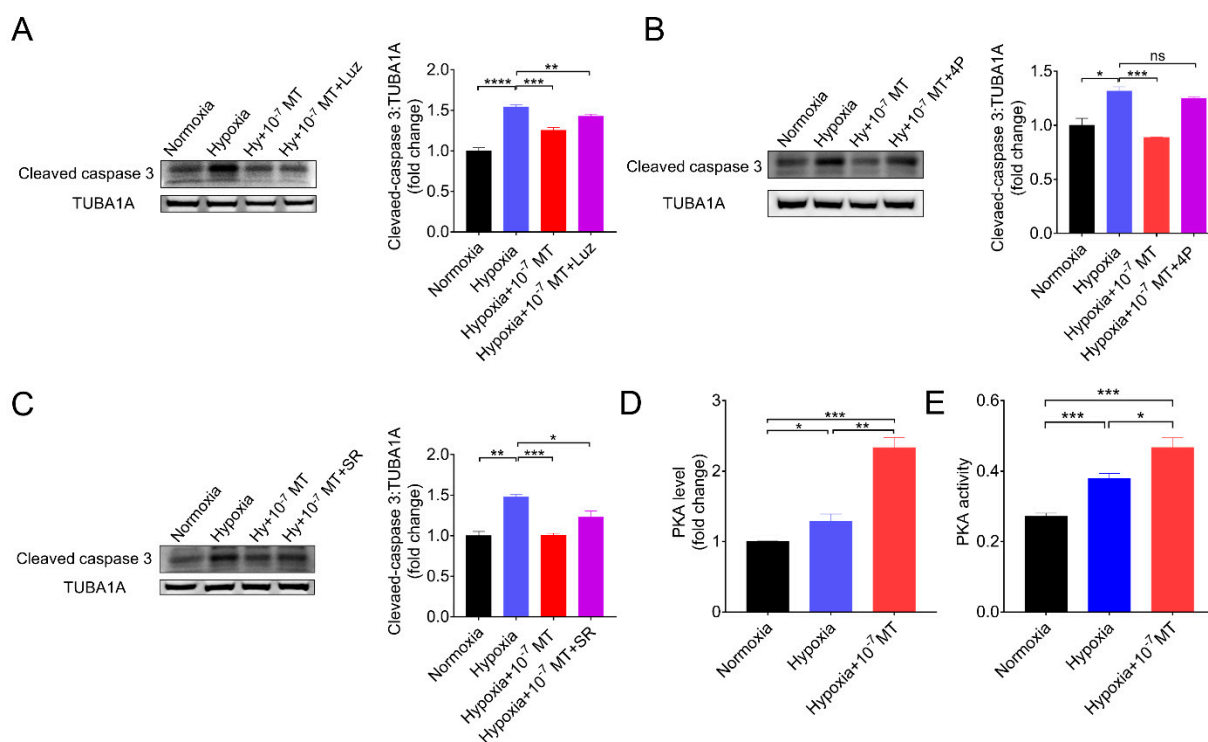 A
Normoxia
Hypoxia
Hy+10⁻⁷ MT
Hy+10⁻⁷ MT+Luz
Cleaved caspase 3
TUBA1A
Clevaed-caspase 3:TUBA1A
(fold change)
2.0
1.5
1.0
0.5
0.0
****
***
**
Normoxia
Hypoxia
Hypoxia+10⁻⁷ MT
Hypoxia+10⁻⁷ MT+Luz
B
Normoxia
Hypoxia
Hy+10⁻⁷ MT
Hy+10⁻⁷ MT+4P
Cleaved caspase 3
TUBA1A
Clevaed-caspase 3:TUBA1A
(fold change)
1.5
1.0
0.5
0.0
ns
*
***
Normoxia
Hypoxia
Hypoxia+10⁻⁷ MT
Hypoxia+10⁻⁷ MT+4P
C
Normoxia
Hypoxia
Hy+10⁻⁷ MT
Hy+10⁻⁷ MT+SR
Cleaved caspase 3
TUBA1A
Clevaed-caspase 3:TUBA1A
(fold change)
2.0
1.5
1.0
0.5
0.0
*
**
***
Normoxia
Hypoxia
Hypoxia+10⁻⁷ MT
Hypoxia+10⁻⁷ MT+SR
D
PKA level
(fold change)
3
2
1
0
***
*
**
Normoxia
Hypoxia
Hypoxia+10⁻⁷MT
E
PKA activity
0.6
0.4
0.2
0.0
***
***
*
Normoxia
Hypoxia
Hypoxia+10⁻⁷MT